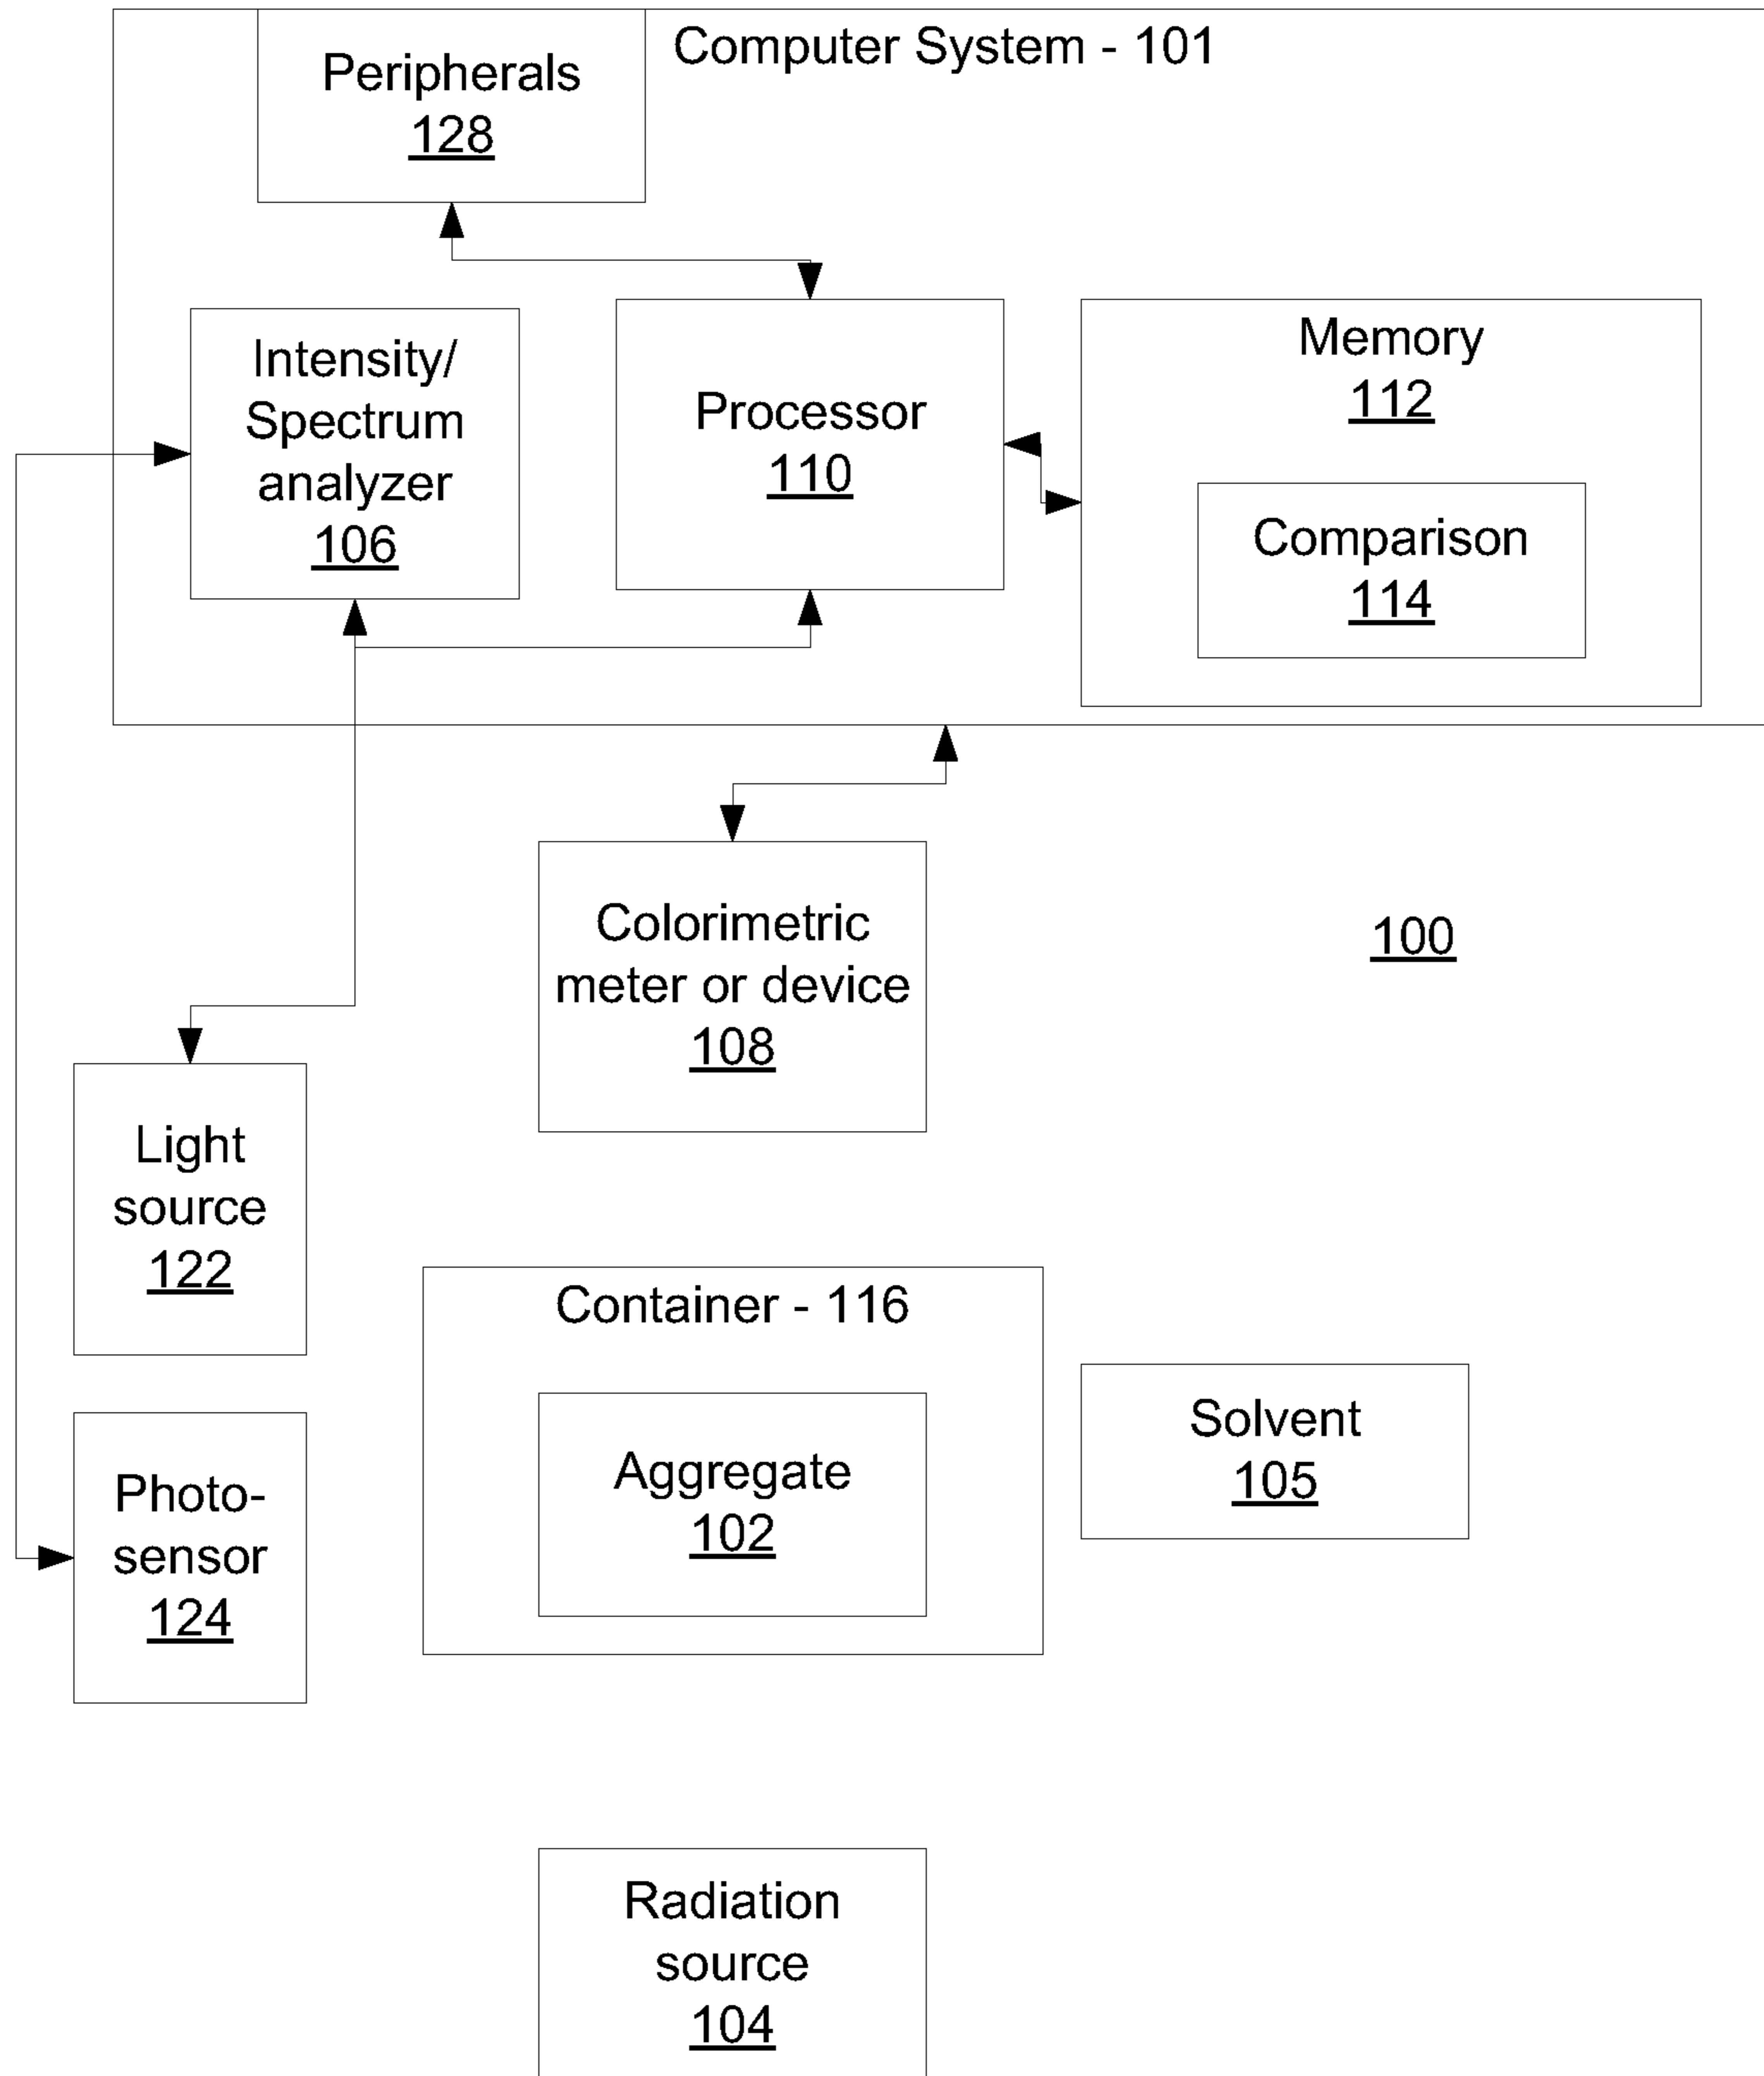 Computer System - 101
Peripherals
128
Intensity/
Spectrum
analyzer
106
Processor
110
Memory
112
Comparison
114
Colorimetric
meter or device
108
100
Light
source
122
Container - 116
Aggregate
102
Solvent
105
Photo-
sensor
124
Radiation
source
104